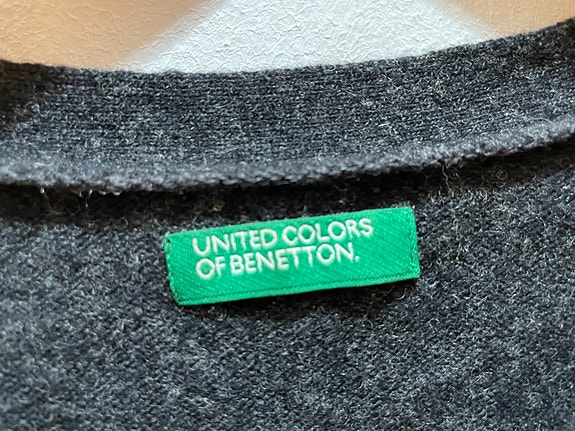 UNITED COLORS
OF BENETTON.